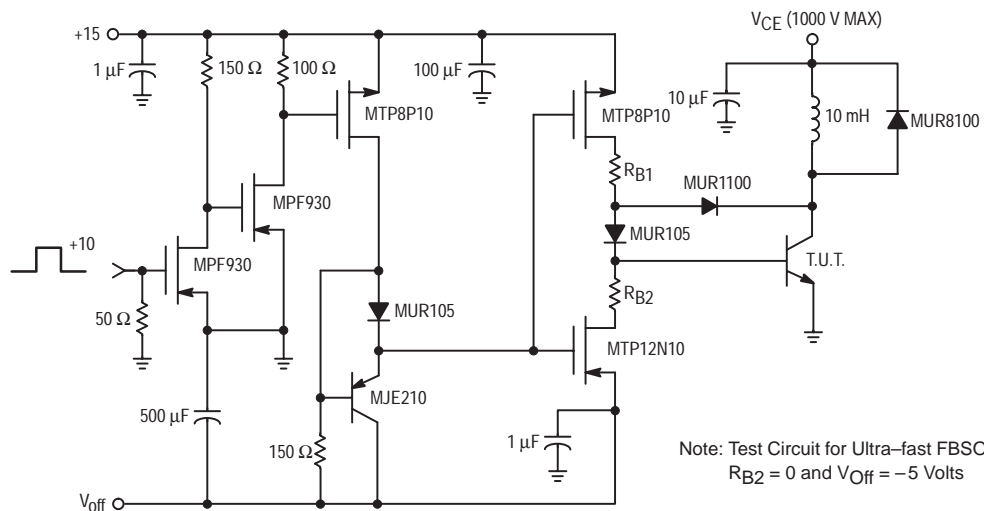 V_CE (1000 V MAX)
+15
1 µF
150 Ω
100 Ω
MTP8P10
100 µF
MTP8P10
10 µF
10 mH
MUR8100
R_B1
MUR1100
MPF930
MUR105
+10
MPF930
T.U.T.
50 Ω
R_B2
MUR105
MTP12N10
500 µF
MJE210
150 Ω
1 µF
V_off
Note: Test Circuit for Ultra–fast FBSO
R_B2 = 0 and V_Off = –5 Volts